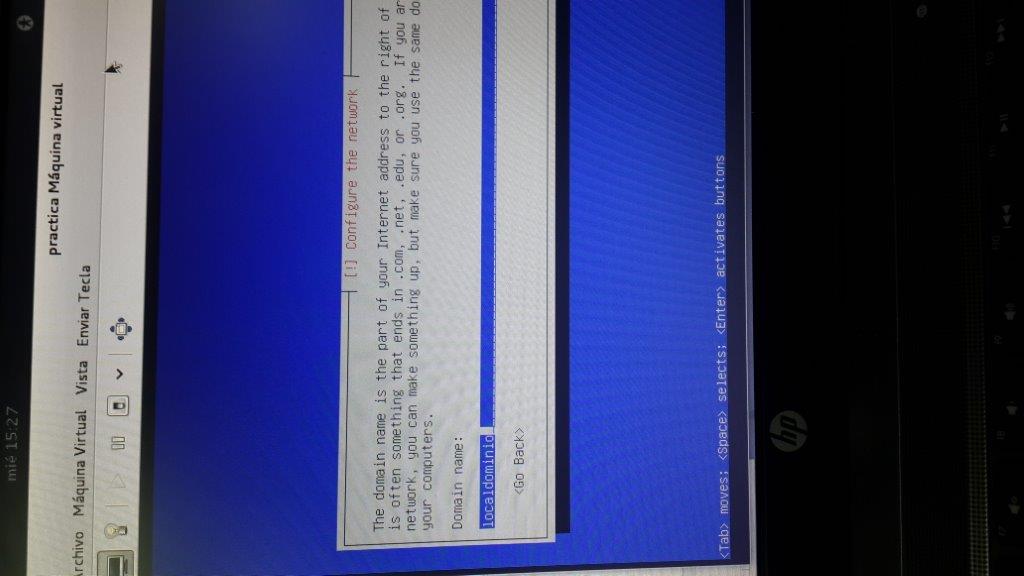 mié 15:27
practica Máquina virtual
Archivo Máquina Virtual Vista Enviar Tecla
[!] Configure the network
The domain name is the part of your Internet address to the right of
is often something that ends in .com, .net, .edu, or .org. If you
network, you can make something up, but make sure you use the same
your computers.
Domain name:
localdominio
<Go Back>
<Tab> moves; <Space> selects; <Enter> activates buttons
hp